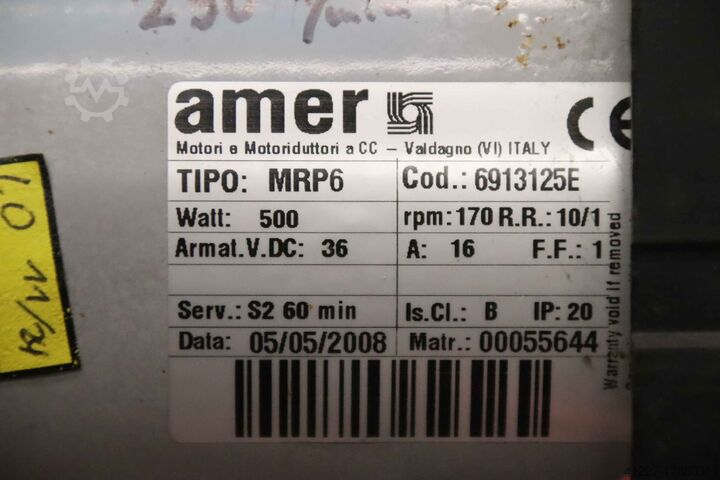 230
amer
CE
Motori e Motoriduttori a CC – Valdagno (VI) ITALY
TIPO: MRP6 Cod.: 6913125E
Watt: 500 rpm: 170 R.R.: 10/1
Armat.V.DC: 36 A: 16 F.F.: 1
Serv.: S2 60 min Is.Cl.: B IP: 20
Data: 05/05/2008 Matr.: 00055644
Warranty void if removed